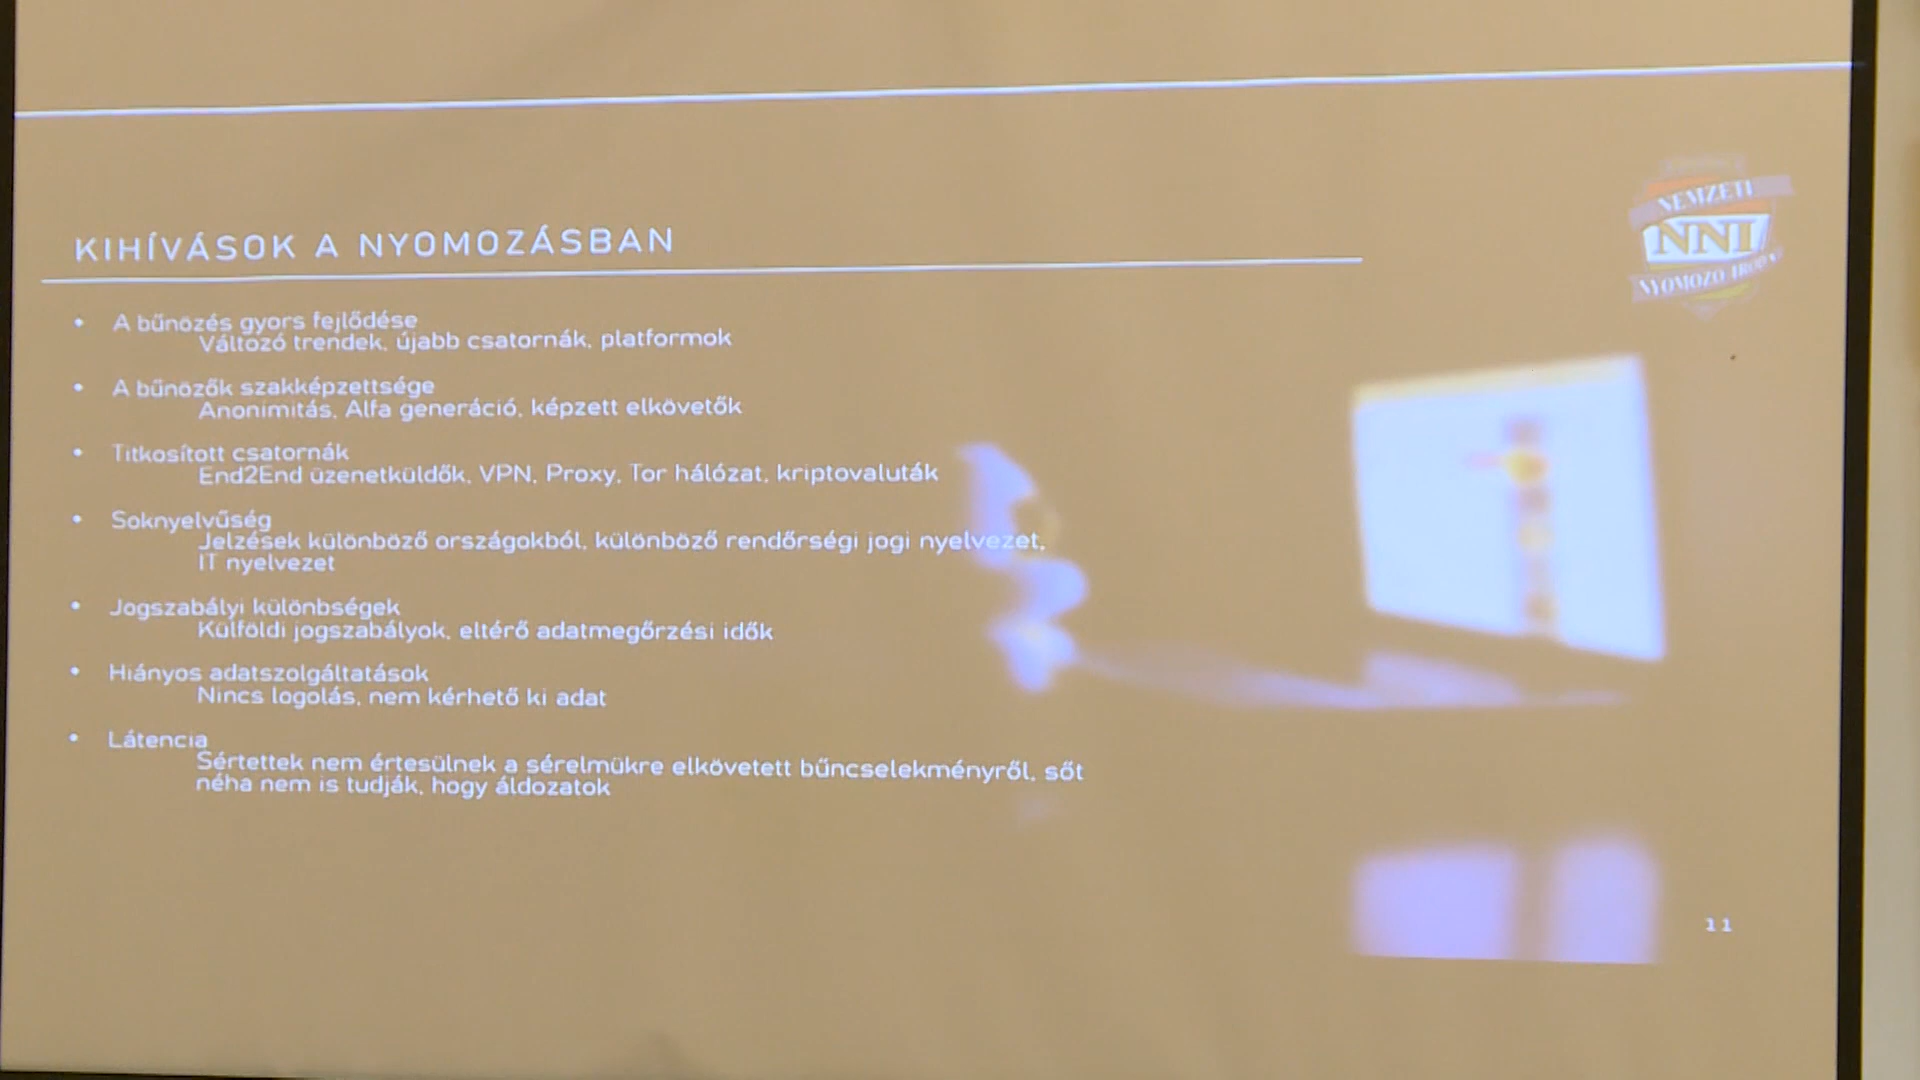 NEMZETI
NNI
NYOMOZO IRODA
KIHÍVÁSOK A NYOMOZÁSBAN
• A bűnözés gyors fejlődése
Változó trendek, újabb csatornák, platformok
• A bűnözők szakképzettsége
Anonimitás, Alfa generáció, képzett elkövetők
• Titkosított csatornák
End2End üzenetküldők, VPN, Proxy, Tor hálózat, kriptovaluták
• Soknyelvűség
Jelzések különböző országokból, különböző rendőrségi jogi nyelvezet,
IT nyelvezet
• Jogszabályi különbségek
Külföldi jogszabályok, eltérő adatmegőrzési idők
• Hiányos adatszolgáltatások
Nincs logolás, nem kérhető ki adat
• Látencia
Sértettek nem értesülnek a sérelmükre elkövetett bűncselekményről, sőt
néha nem is tudják, hogy áldozatok
11